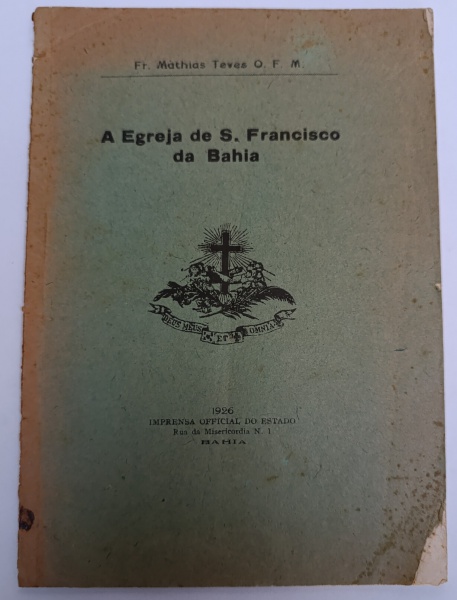 Fr. Mathias Teves O. F. M.
A Egreja de S. Francisco
da Bahia
DEUS MEUS ET OMNIA
1926
IMPRENSA OFFICIAL DO ESTADO
Rua da Misericordia N. 1
BAHIA